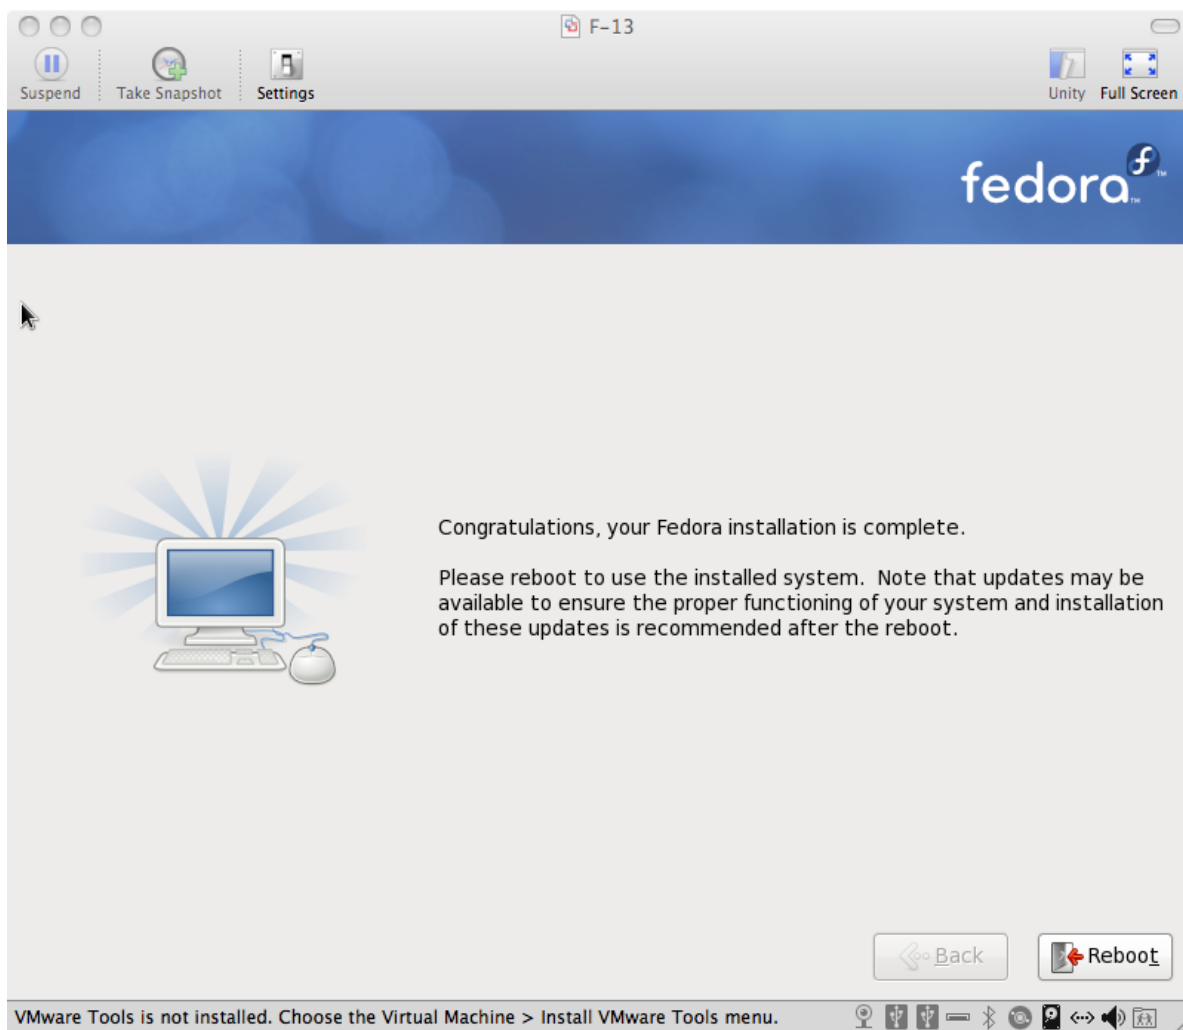 F-13
Suspend Take Snapshot Settings Unity Full Screen
fedora™
Congratulations, your Fedora installation is complete.
Please reboot to use the installed system.  Note that updates may be
available to ensure the proper functioning of your system and installation
of these updates is recommended after the reboot.
Back Reboot
VMware Tools is not installed. Choose the Virtual Machine > Install VMware Tools menu.